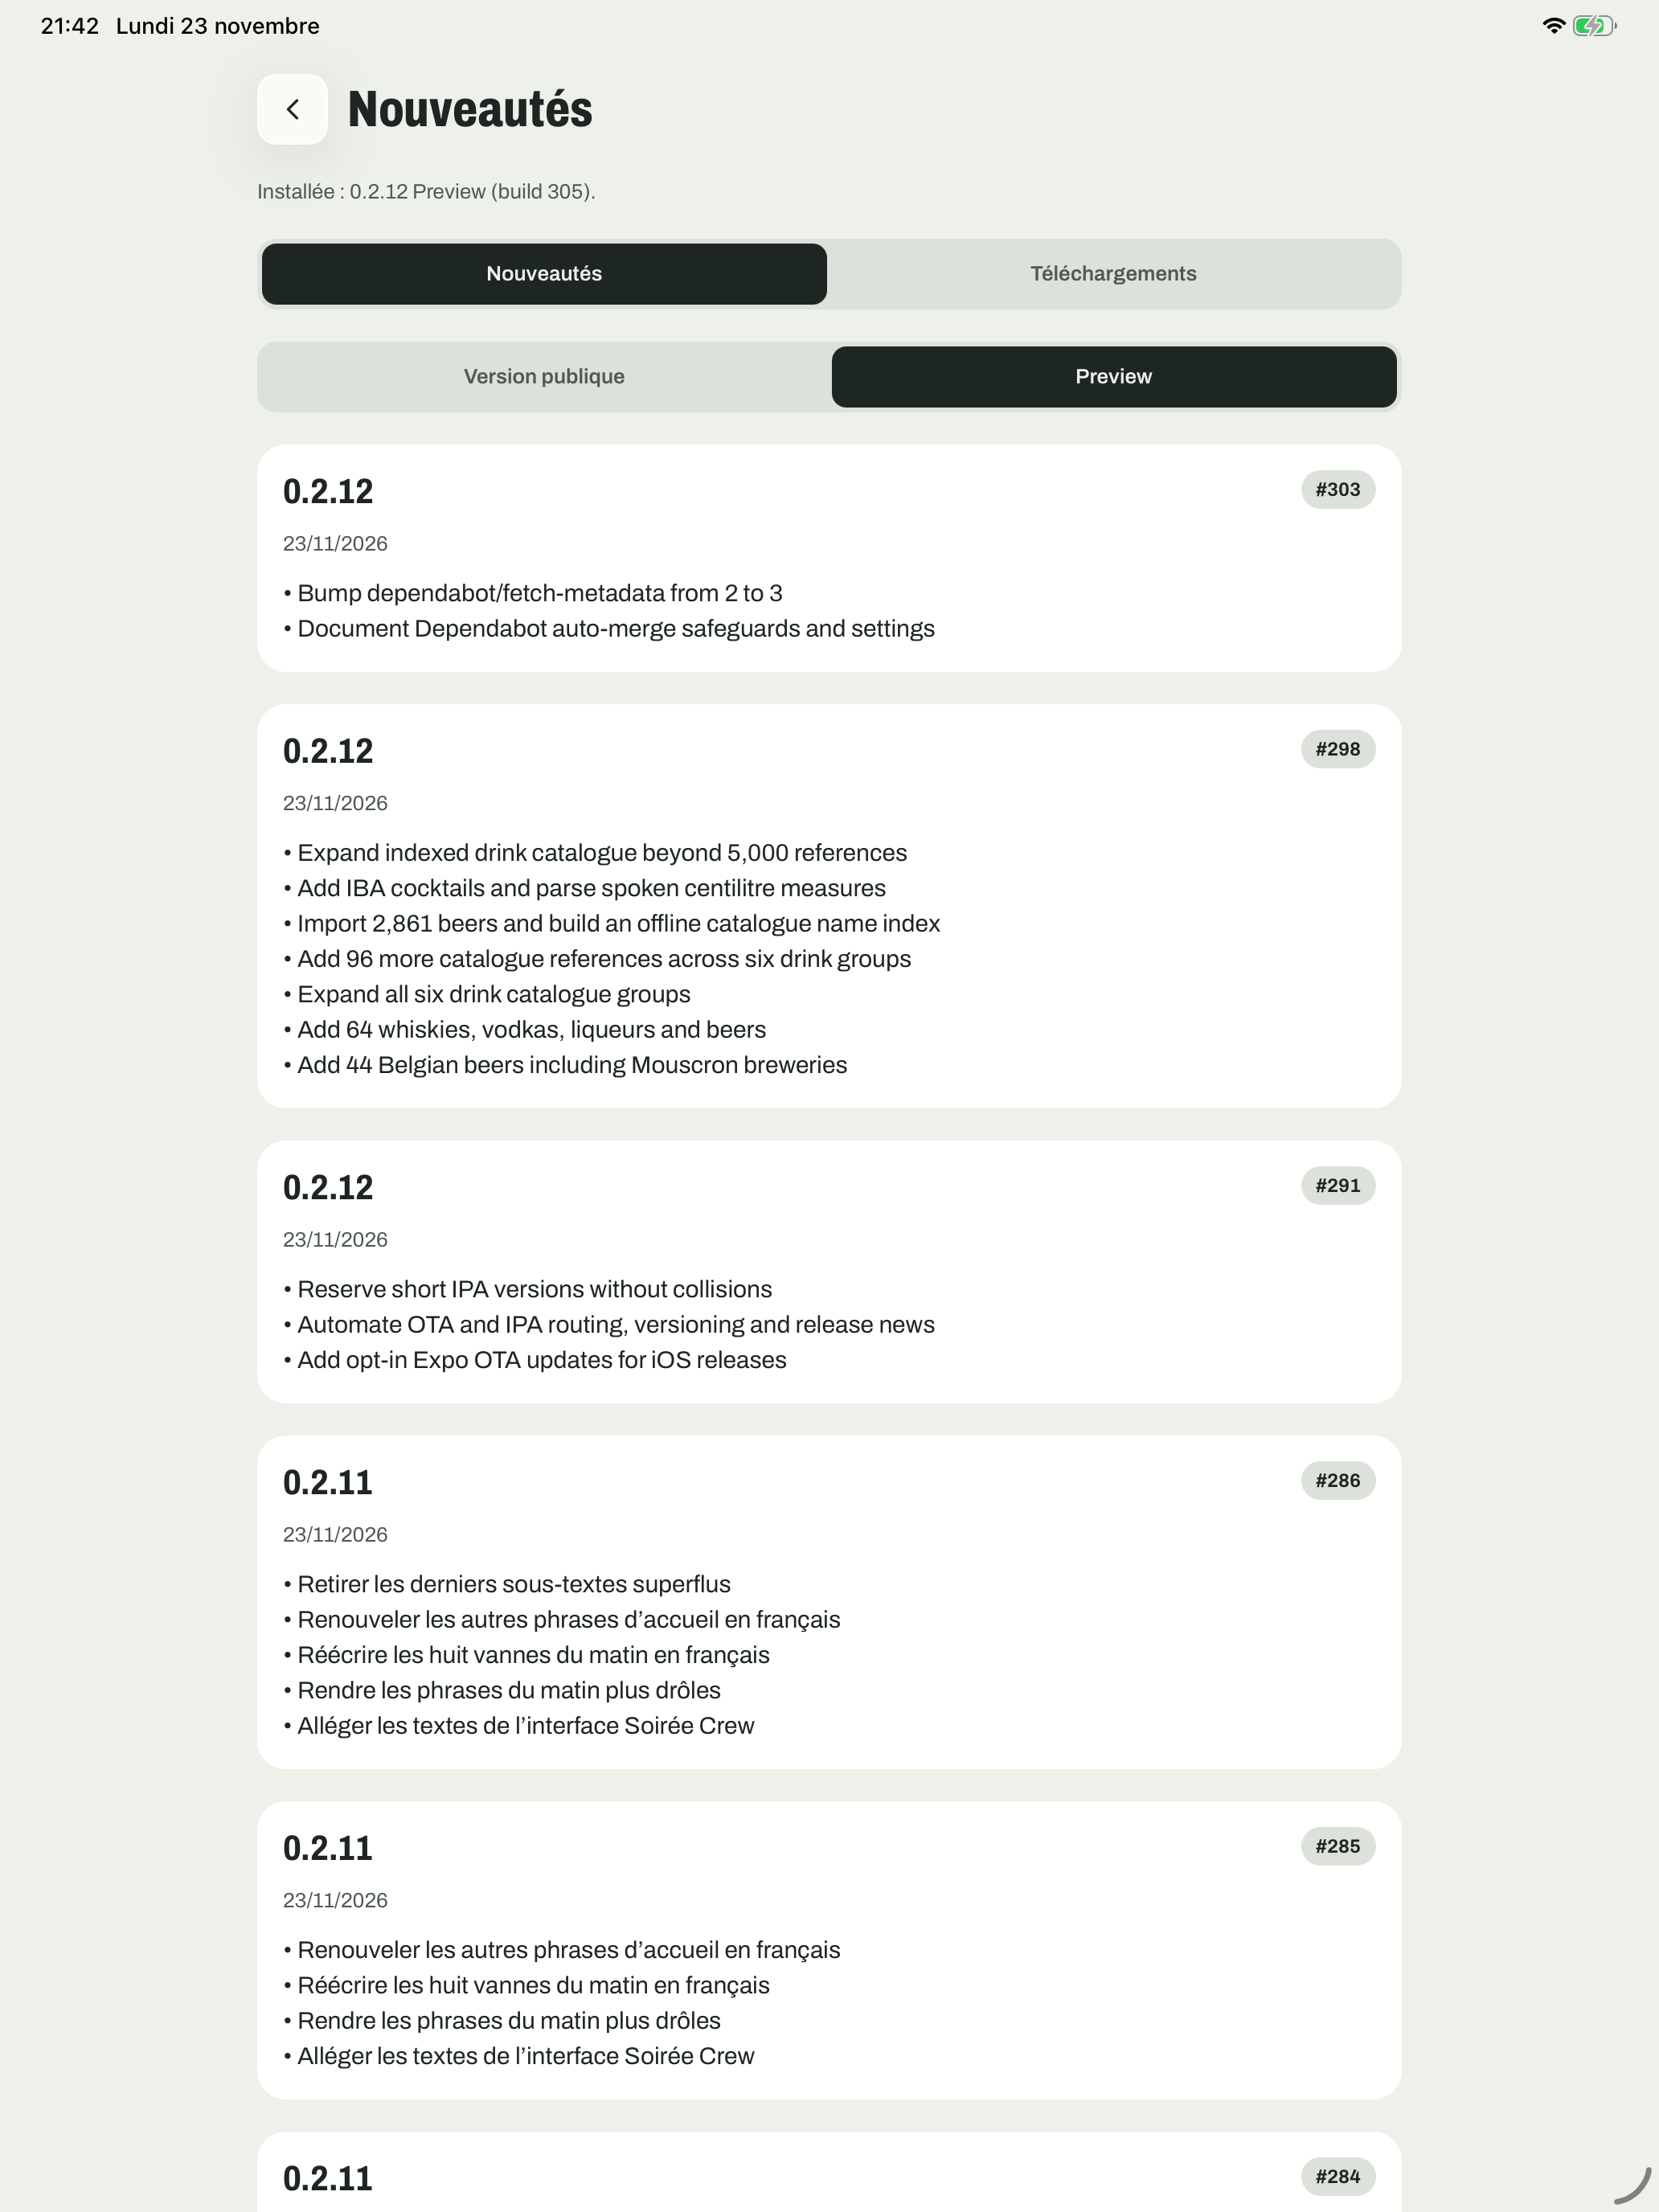 21:42 Lundi 23 novembre
Nouveautés
Installée : 0.2.12 Preview (build 305).
Nouveautés
Téléchargements
Version publique
Preview
0.2.12
#303
23/11/2026
• Bump dependabot/fetch-metadata from 2 to 3
• Document Dependabot auto-merge safeguards and settings
0.2.12
#298
23/11/2026
• Expand indexed drink catalogue beyond 5,000 references
• Add IBA cocktails and parse spoken centilitre measures
• Import 2,861 beers and build an offline catalogue name index
• Add 96 more catalogue references across six drink groups
• Expand all six drink catalogue groups
• Add 64 whiskies, vodkas, liqueurs and beers
• Add 44 Belgian beers including Mouscron breweries
0.2.12
#291
23/11/2026
• Reserve short IPA versions without collisions
• Automate OTA and IPA routing, versioning and release news
• Add opt-in Expo OTA updates for iOS releases
0.2.11
#286
23/11/2026
• Retirer les derniers sous-textes superflus
• Renouveler les autres phrases d’accueil en français
• Réécrire les huit vannes du matin en français
• Rendre les phrases du matin plus drôles
• Alléger les textes de l’interface Soirée Crew
0.2.11
#285
23/11/2026
• Renouveler les autres phrases d’accueil en français
• Réécrire les huit vannes du matin en français
• Rendre les phrases du matin plus drôles
• Alléger les textes de l’interface Soirée Crew
0.2.11
#284